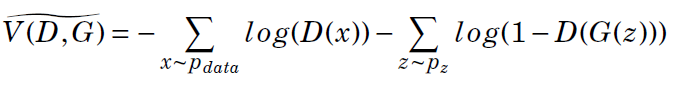 \widetilde{V(D,G)} = - \sum_{x \sim p_{data}} log(D(x)) - \sum_{z \sim p_z} log(1 - D(G(z)))